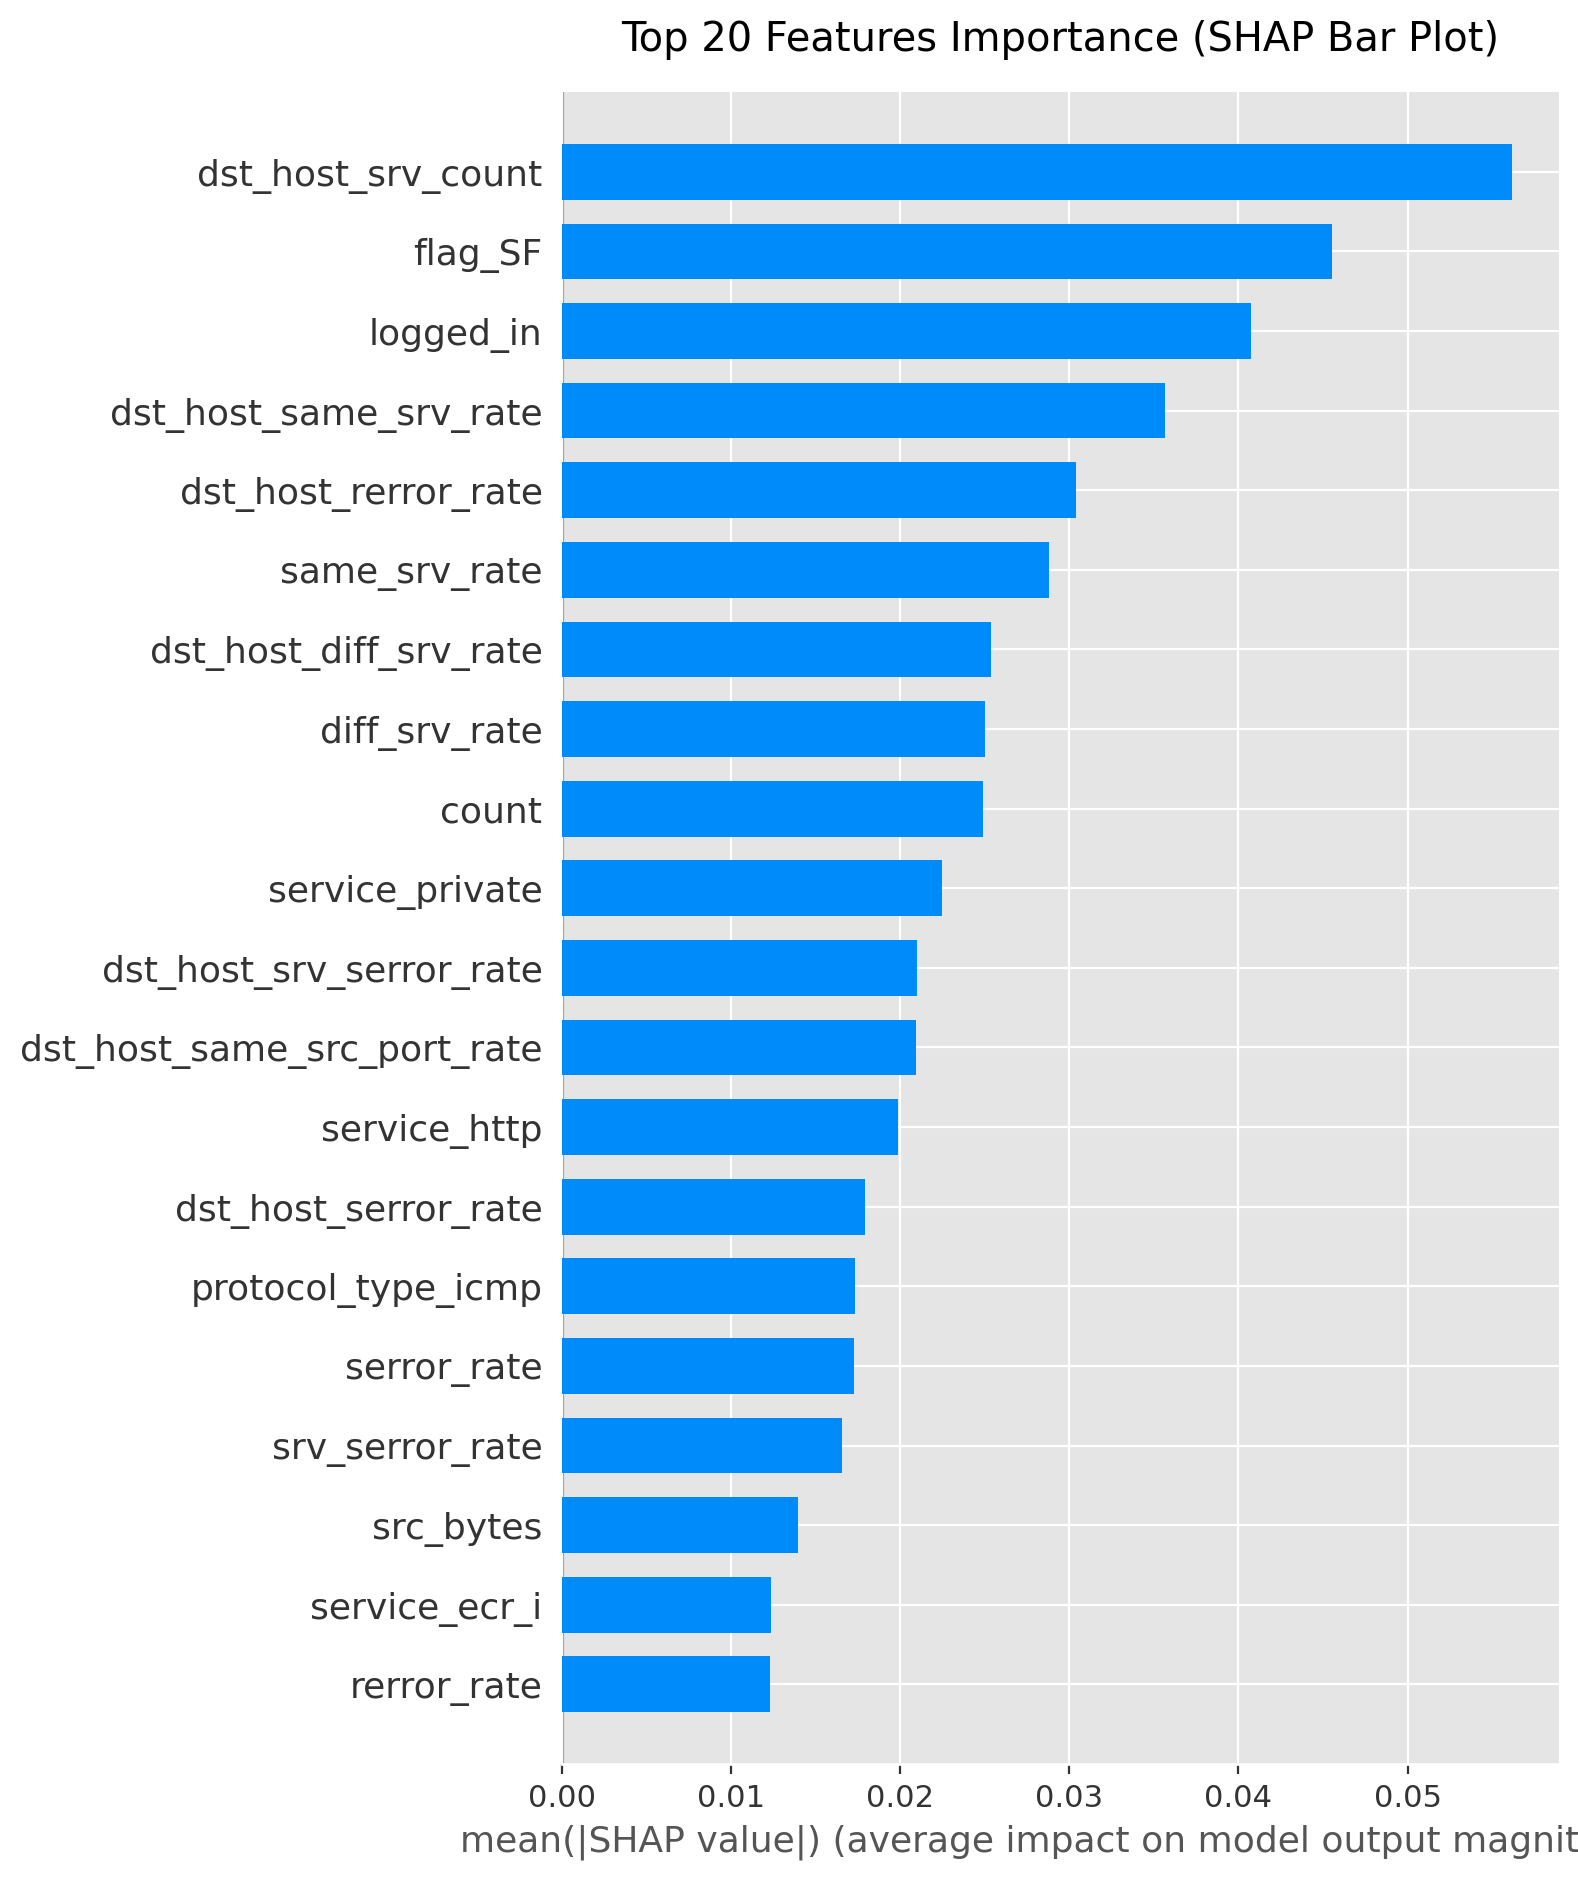 Top 20 Features Importance (SHAP Bar Plot)
dst_host_srv_count
flag_SF
logged_in
dst_host_same_srv_rate
dst_host_rerror_rate
same_srv_rate
dst_host_diff_srv_rate
diff_srv_rate
count
service_private
dst_host_srv_serror_rate
dst_host_same_src_port_rate
service_http
dst_host_serror_rate
protocol_type_icmp
serror_rate
srv_serror_rate
src_bytes
service_ecr_i
rerror_rate
0.00 0.01 0.02 0.03 0.04 0.05
mean(|SHAP value|) (average impact on model output magnit